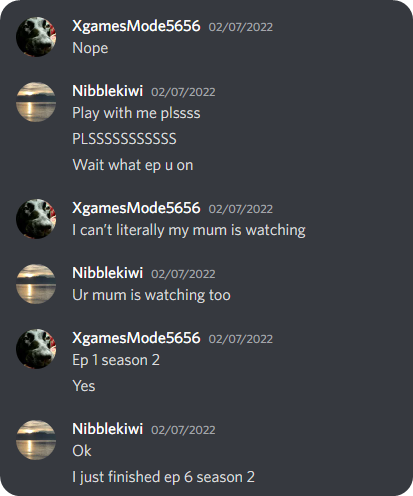 XgamesMode5656 02/07/2022
Nope
Nibblekiwi 02/07/2022
Play with me plssss
PLSSSSSSSSSSS
Wait what ep u on
XgamesMode5656 02/07/2022
I can't literally my mum is watching
Nibblekiwi 02/07/2022
Ur mum is watching too
XgamesMode5656 02/07/2022
Ep 1 season 2
Yes
Nibblekiwi 02/07/2022
Ok
I just finished ep 6 season 2